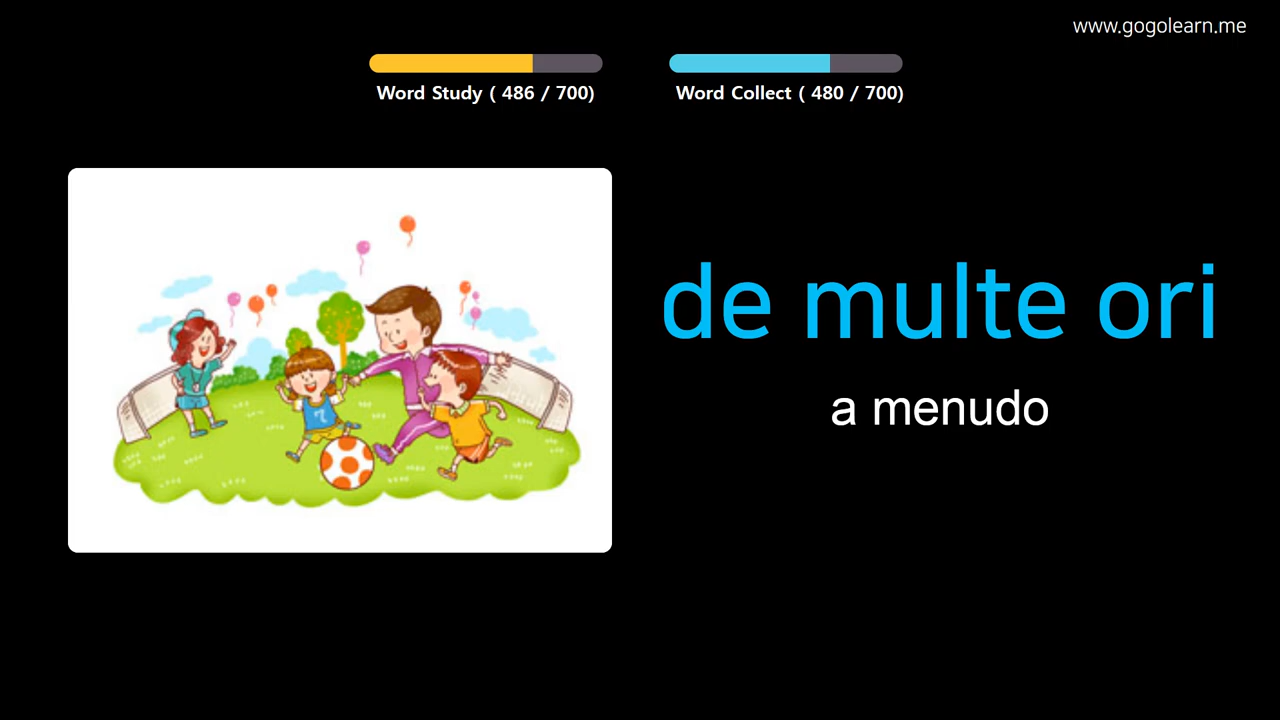 www.gogolearn.me
Word Study ( 486 / 700)
Word Collect ( 480 / 700)
de multe ori
a menudo